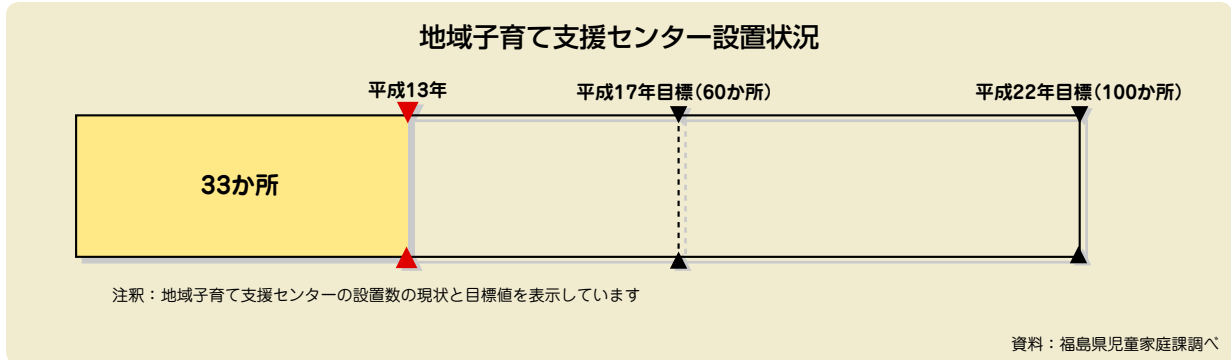 地域子育て支援センター設置状況
平成13年
平成17年目標(60か所)
平成22年目標(100か所)
33か所
注釈：地域子育て支援センターの設置数の現状と目標値を表示しています
資料：福島県児童家庭課調べ